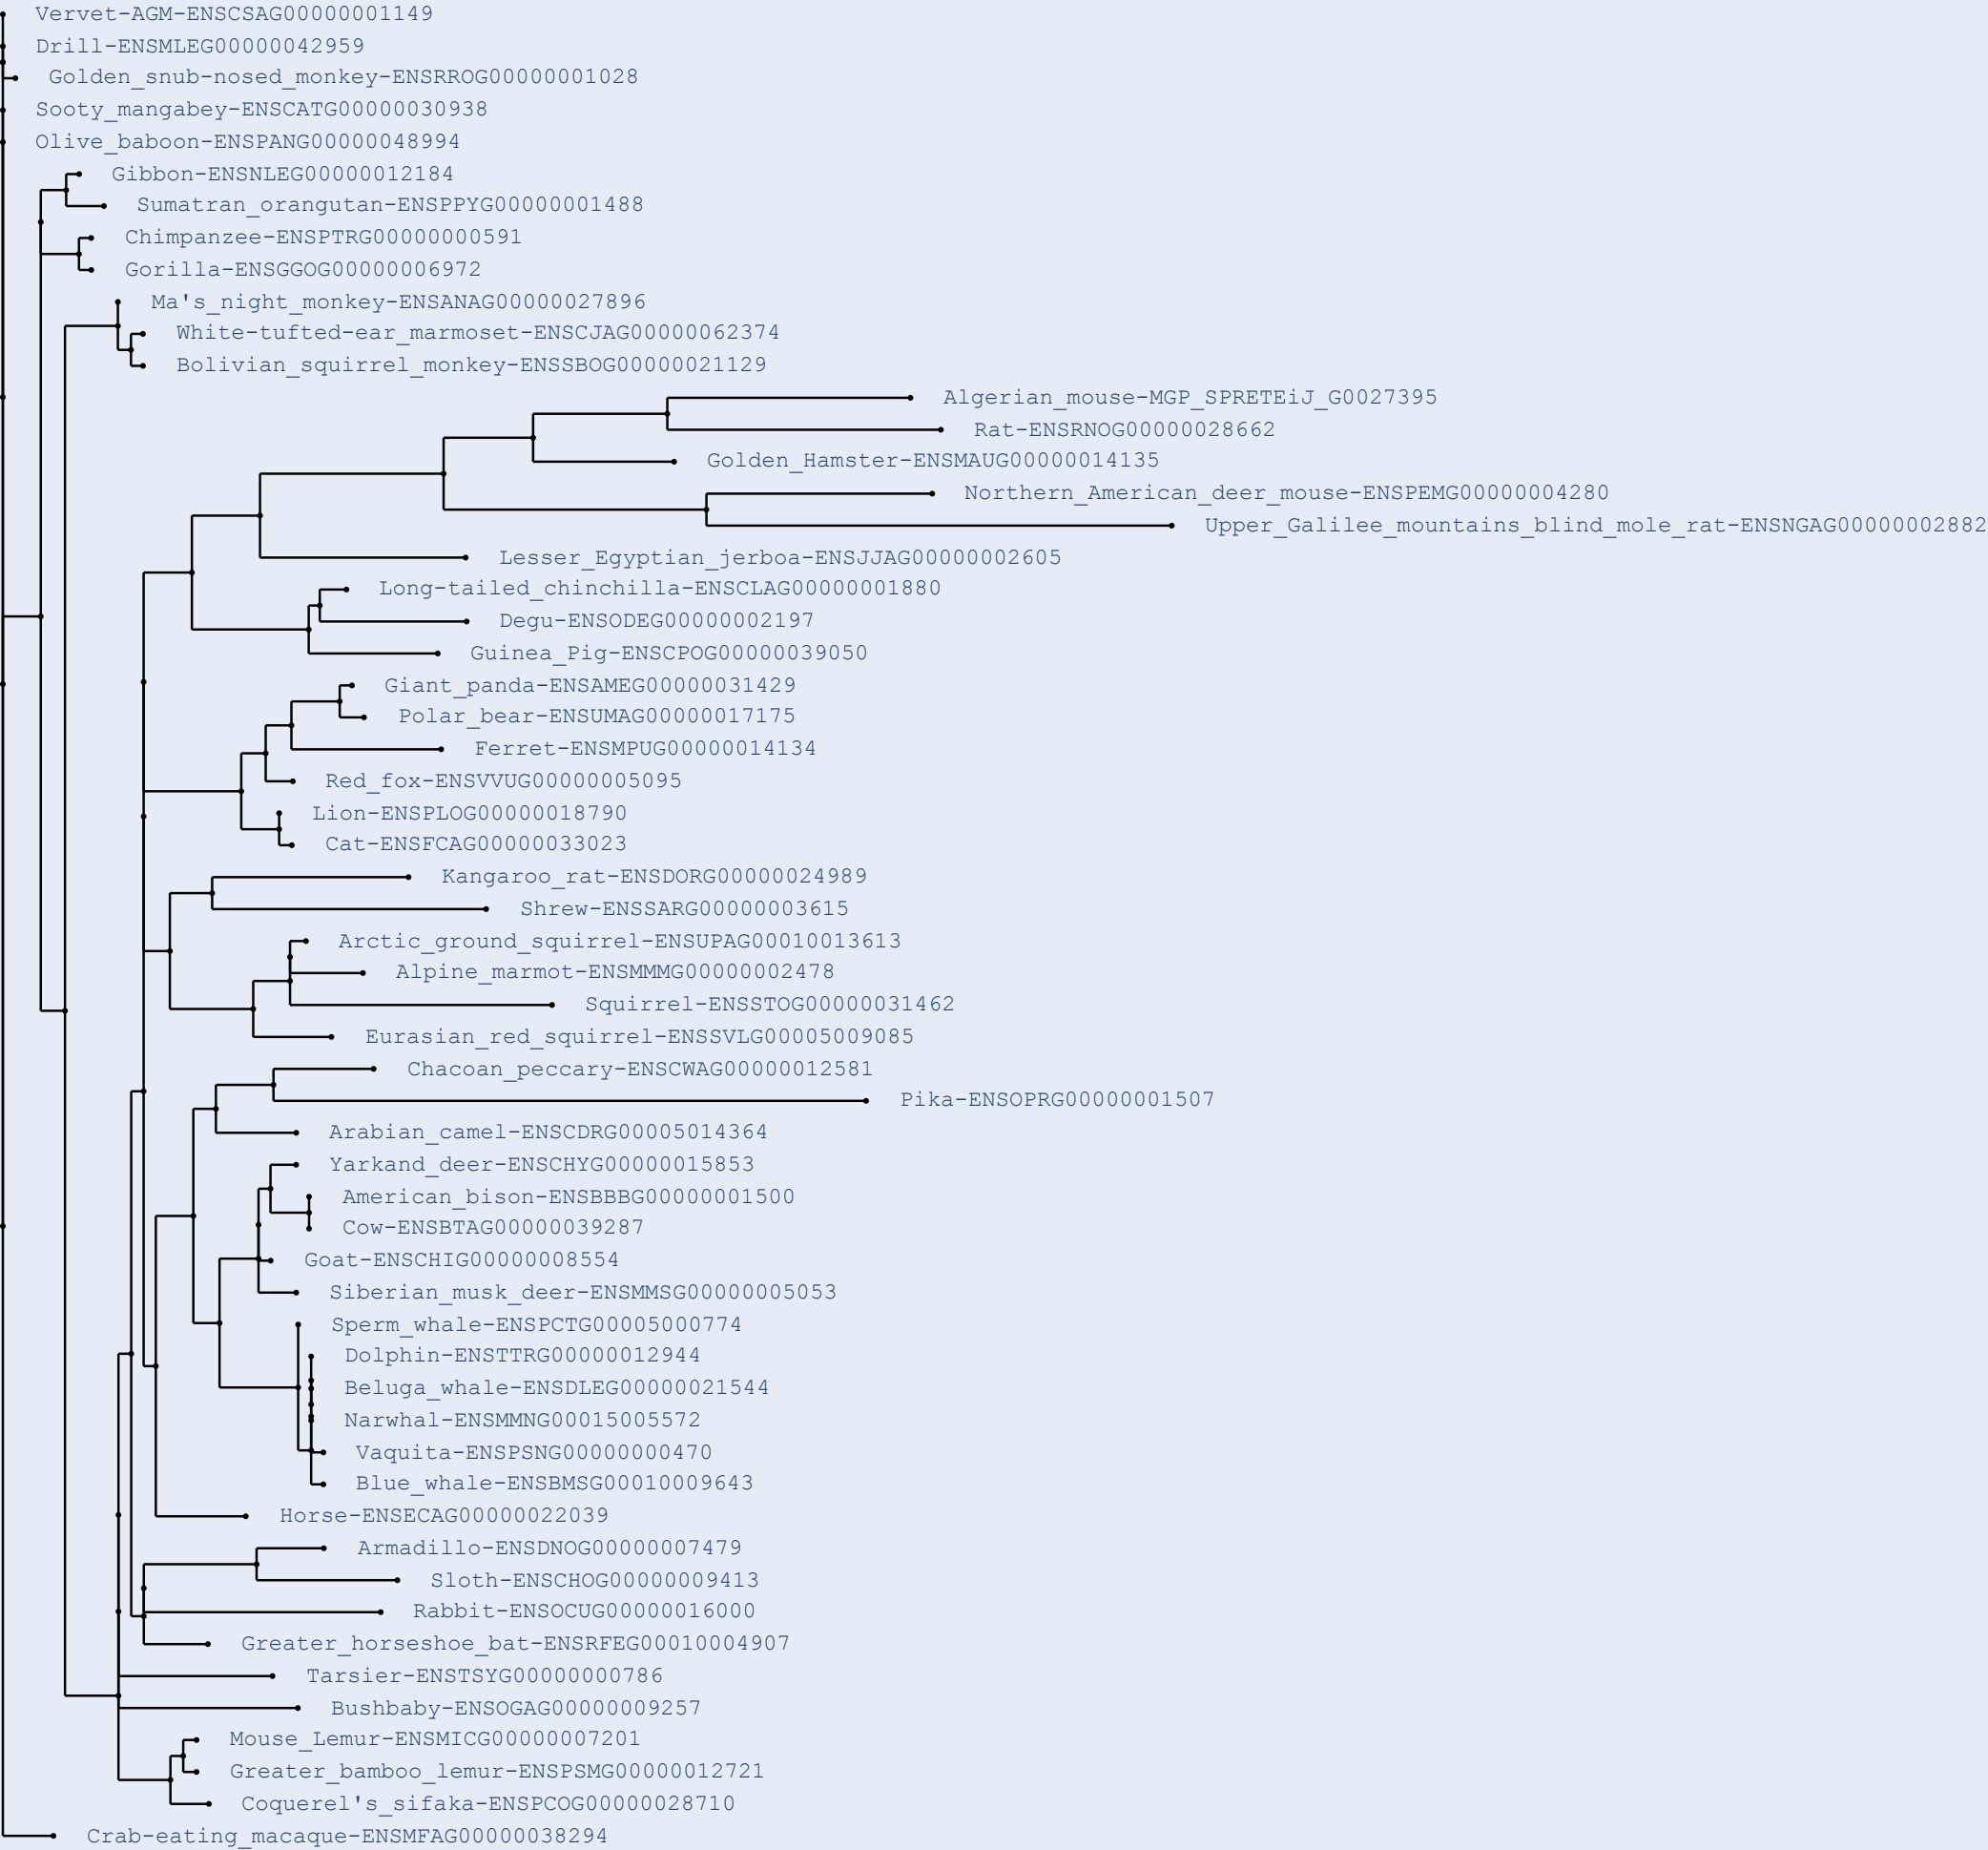 Vervet-AGM-ENSCSAG00000001149
Drill-ENSMLEG00000042959
Golden_snub-nosed_monkey-ENSRROG00000001028
Sooty_mangabey-ENSCATG00000030938
Olive_baboon-ENSPANG00000048994
Gibbon-ENSNLEG00000012184
Sumatran_orangutan-ENSPPYG00000001488
Chimpanzee-ENSPTRG00000000591
Gorilla-ENSGGOG00000006972
Ma's_night_monkey-ENSANAG00000027896
White-tufted-ear_marmoset-ENSCJAG00000062374
Bolivian_squirrel_monkey-ENSSBOG00000021129
Algerian_mouse-MGP_SPRETEiJ_G0027395
Rat-ENSRNOG00000028662
Golden_Hamster-ENSMAUG00000014135
Northern_American_deer_mouse-ENSPEMG00000004280
Upper_Galilee_mountains_blind_mole_rat-ENSNGAG00000002882
Lesser_Egyptian_jerboa-ENSJJAG00000002605
Long-tailed_chinchilla-ENSCLAG00000001880
Degu-ENSODEG00000002197
Guinea_Pig-ENSCPOG00000039050
Giant_panda-ENSAMEG00000031429
Polar_bear-ENSUMAG00000017175
Ferret-ENSMPUG00000014134
Red_fox-ENSVVUG00000005095
Lion-ENSPLOG00000018790
Cat-ENSFCAG00000033023
Kangaroo_rat-ENSDORG00000024989
Shrew-ENSSARG00000003615
Arctic_ground_squirrel-ENSUPAG00010013613
Alpine_marmot-ENSMMMG00000002478
Squirrel-ENSSTOG00000031462
Eurasian_red_squirrel-ENSSVLG00005009085
Chacoan_peccary-ENSCWAG00000012581
Pika-ENSOPRG00000001507
Arabian_camel-ENSCDRG00005014364
Yarkand_deer-ENSCHYG00000015853
American_bison-ENSBBBG00000001500
Cow-ENSBTAG00000039287
Goat-ENSCHIG00000008554
Siberian_musk_deer-ENSMMSG00000005053
Sperm_whale-ENSPCTG00005000774
Dolphin-ENSTTRG00000012944
Beluga_whale-ENSDLEG00000021544
Narwhal-ENSMMNG00015005572
Vaquita-ENSPSNG00000000470
Blue_whale-ENSBMSG00010009643
Horse-ENSECAG00000022039
Armadillo-ENSDNOG00000007479
Sloth-ENSCHOG00000009413
Rabbit-ENSOCUG00000016000
Greater_horseshoe_bat-ENSRFEG00010004907
Tarsier-ENSTSYG00000000786
Bushbaby-ENSOGAG00000009257
Mouse_Lemur-ENSMICG00000007201
Greater_bamboo_lemur-ENSPSMG00000012721
Coquerel's_sifaka-ENSPCOG00000028710
Crab-eating_macaque-ENSMFAG00000038294